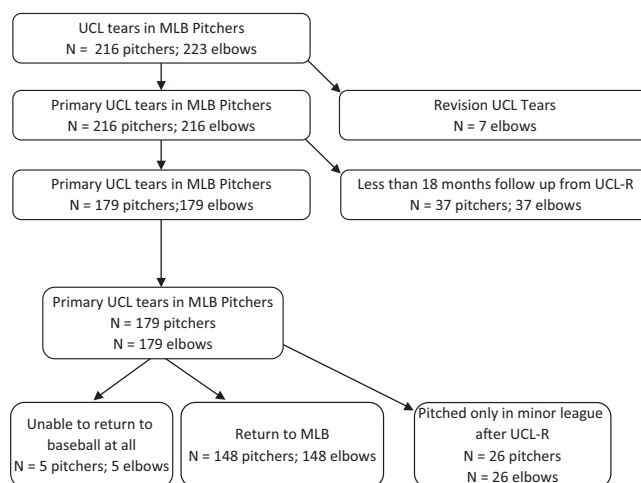 UCL tears in MLB Pitchers
N = 216 pitchers; 223 elbows
Primary UCL tears in MLB Pitchers
N = 216 pitchers; 216 elbows
Revision UCL Tears
N = 7 elbows
Primary UCL tears in MLB Pitchers
N = 179 pitchers;179 elbows
Less than 18 months follow up from UCL-R
N = 37 pitchers; 37 elbows
Primary UCL tears in MLB Pitchers
N = 179 pitchers
N = 179 elbows
Unable to return to
baseball at all
N = 5 pitchers; 5 elbows
Return to MLB
N = 148 pitchers; 148 elbows
Pitched only in minor league
after UCL-R
N = 26 pitchers
N = 26 elbows